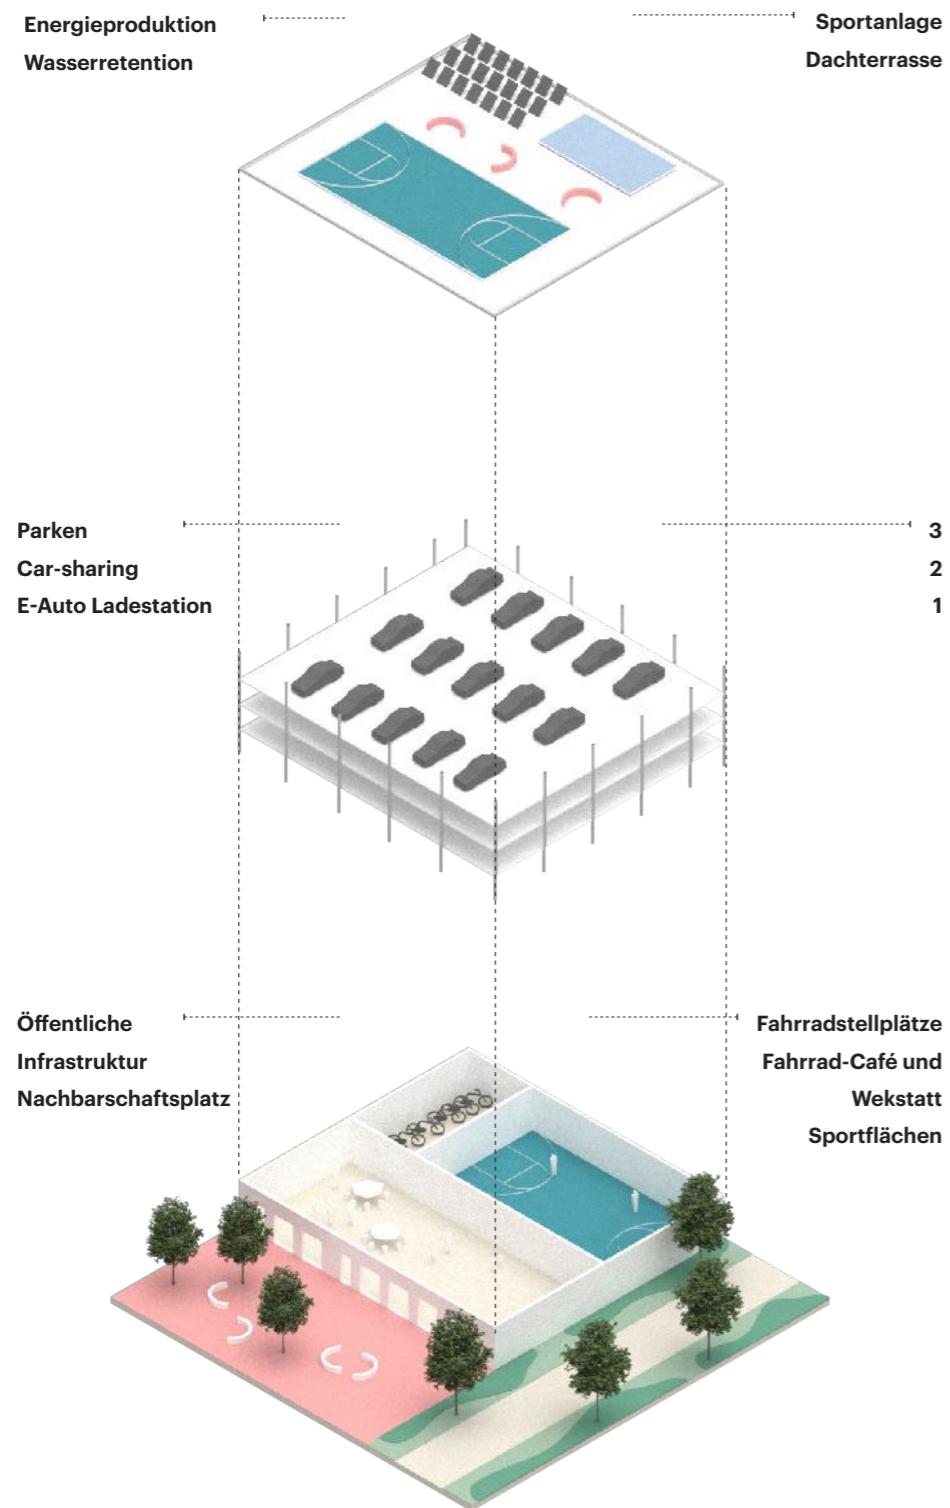 Energieproduktion
Wasserretention
Sportanlage
Dachterrasse
Parken
Car-sharing
E-Auto Ladestation
3
2
1
Öffentliche
Infrastruktur
Nachbarschaftsplatz
Fahrradstellplätze
Fahrrad-Café und
Wekstatt
Sportflächen